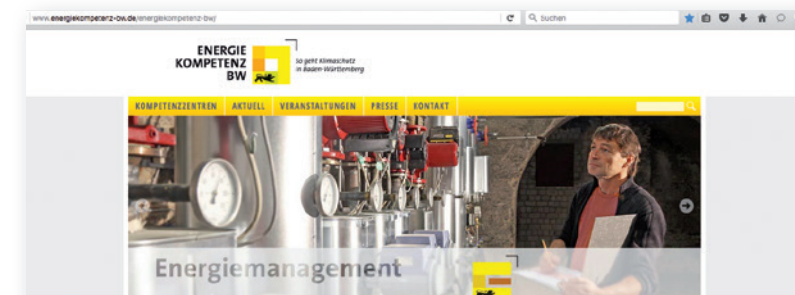 www.energiekompetenz-bw.de/energiekompetenz-bw/
Suchen
ENERGIE
KOMPETENZ
BW
so geht Klimaschutz
in Baden-Württemberg
KOMPETENZZENTREN AKTUELL VERANSTALTUNGEN PRESSE KONTAKT
Energiemanagement